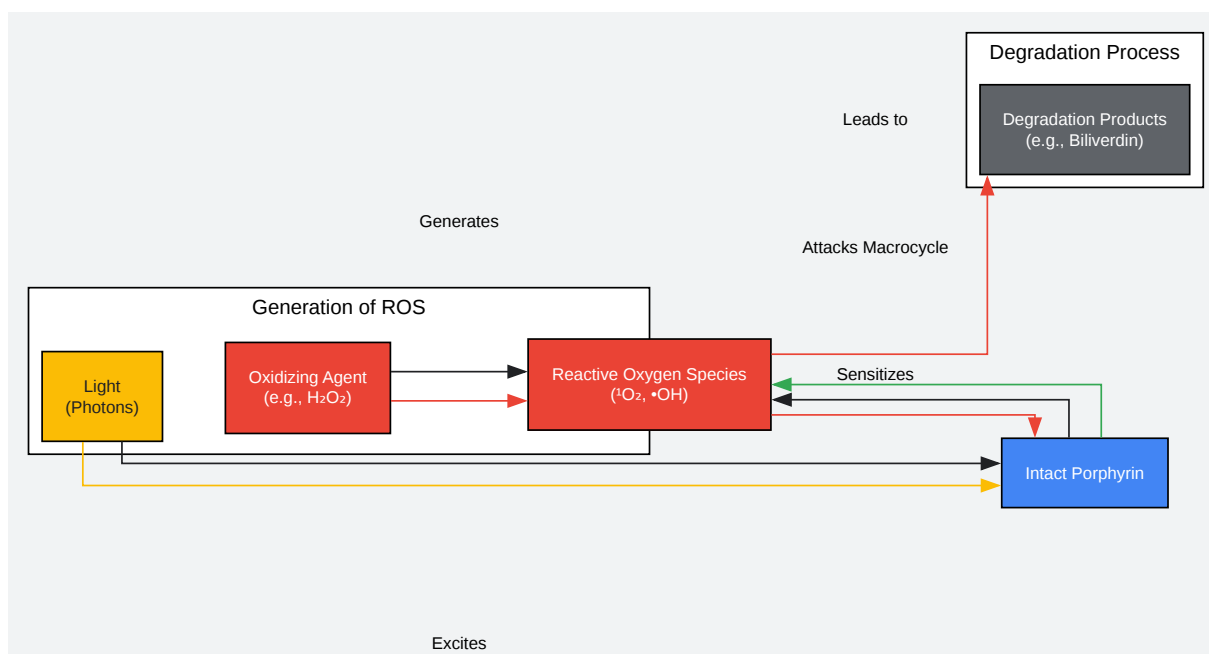 Degradation Process
Degradation Products
(e.g., Biliverdin)
Leads to
Generates
Attacks Macrocycle
Generation of ROS
Light
(Photons)
Oxidizing Agent
(e.g., H₂O₂)
Reactive Oxygen Species
(¹O₂, •OH)
Sensitizes
Intact Porphyrin
Excites